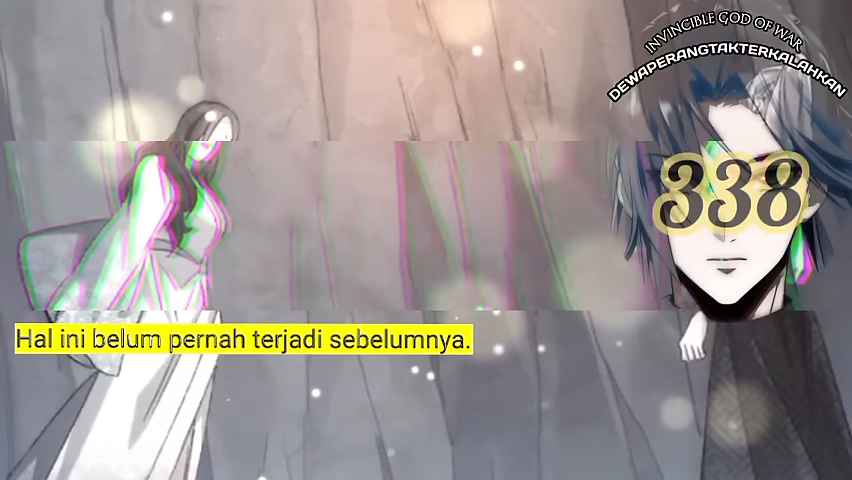 INVINCIBLE GOD OF WAR
DEWAPERANGTAKTERKALAHKAN
338
Hal ini belum pernah terjadi sebelumnya.